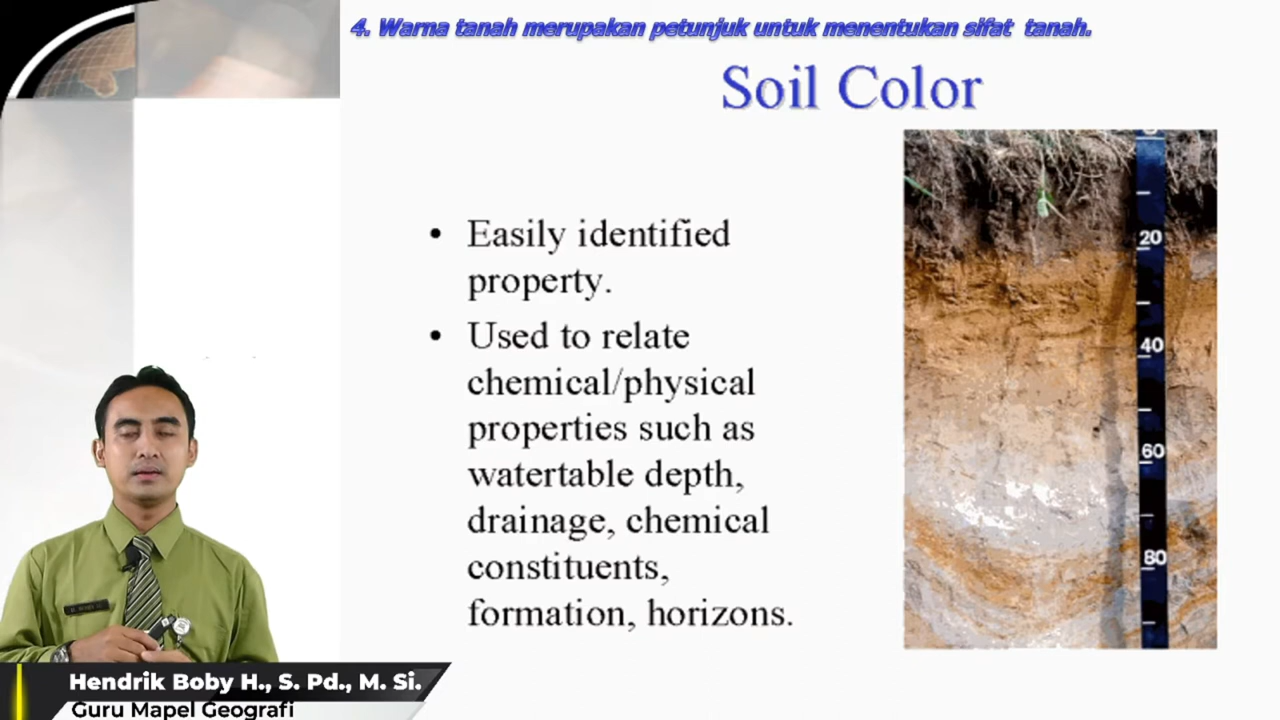 4. Warna tanah merupakan petunjuk untuk menentukan sifat tanah.
Soil Color
• Easily identified
property.
• Used to relate
chemical/physical
properties such as
watertable depth,
drainage, chemical
constituents,
formation, horizons.
20
40
60
80
Hendrik Boby H., S. Pd., M. Si.
Guru Mapel Geografi